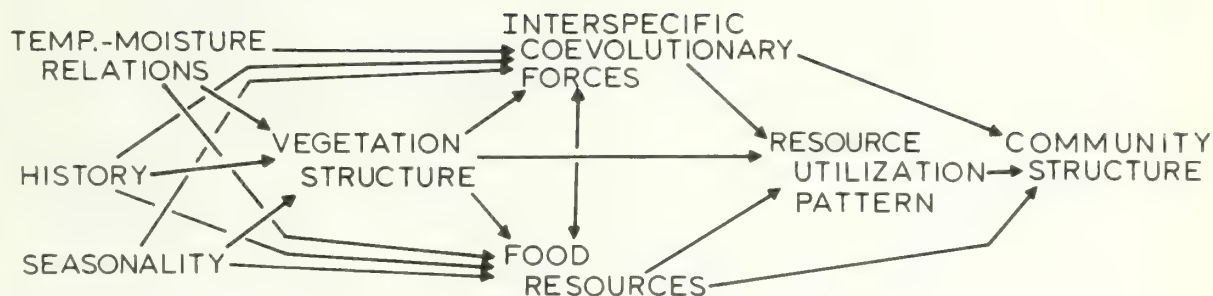 TEMP.-MOISTURE
RELATIONS
HISTORY
SEASONALITY
VEGETATION
STRUCTURE
INTERSPECIFIC
COEVOLUTIONARY
FORCES
FOOD
RESOURCES
RESOURCE
UTILIZATION
PATTERN
COMMUNITY
STRUCTURE